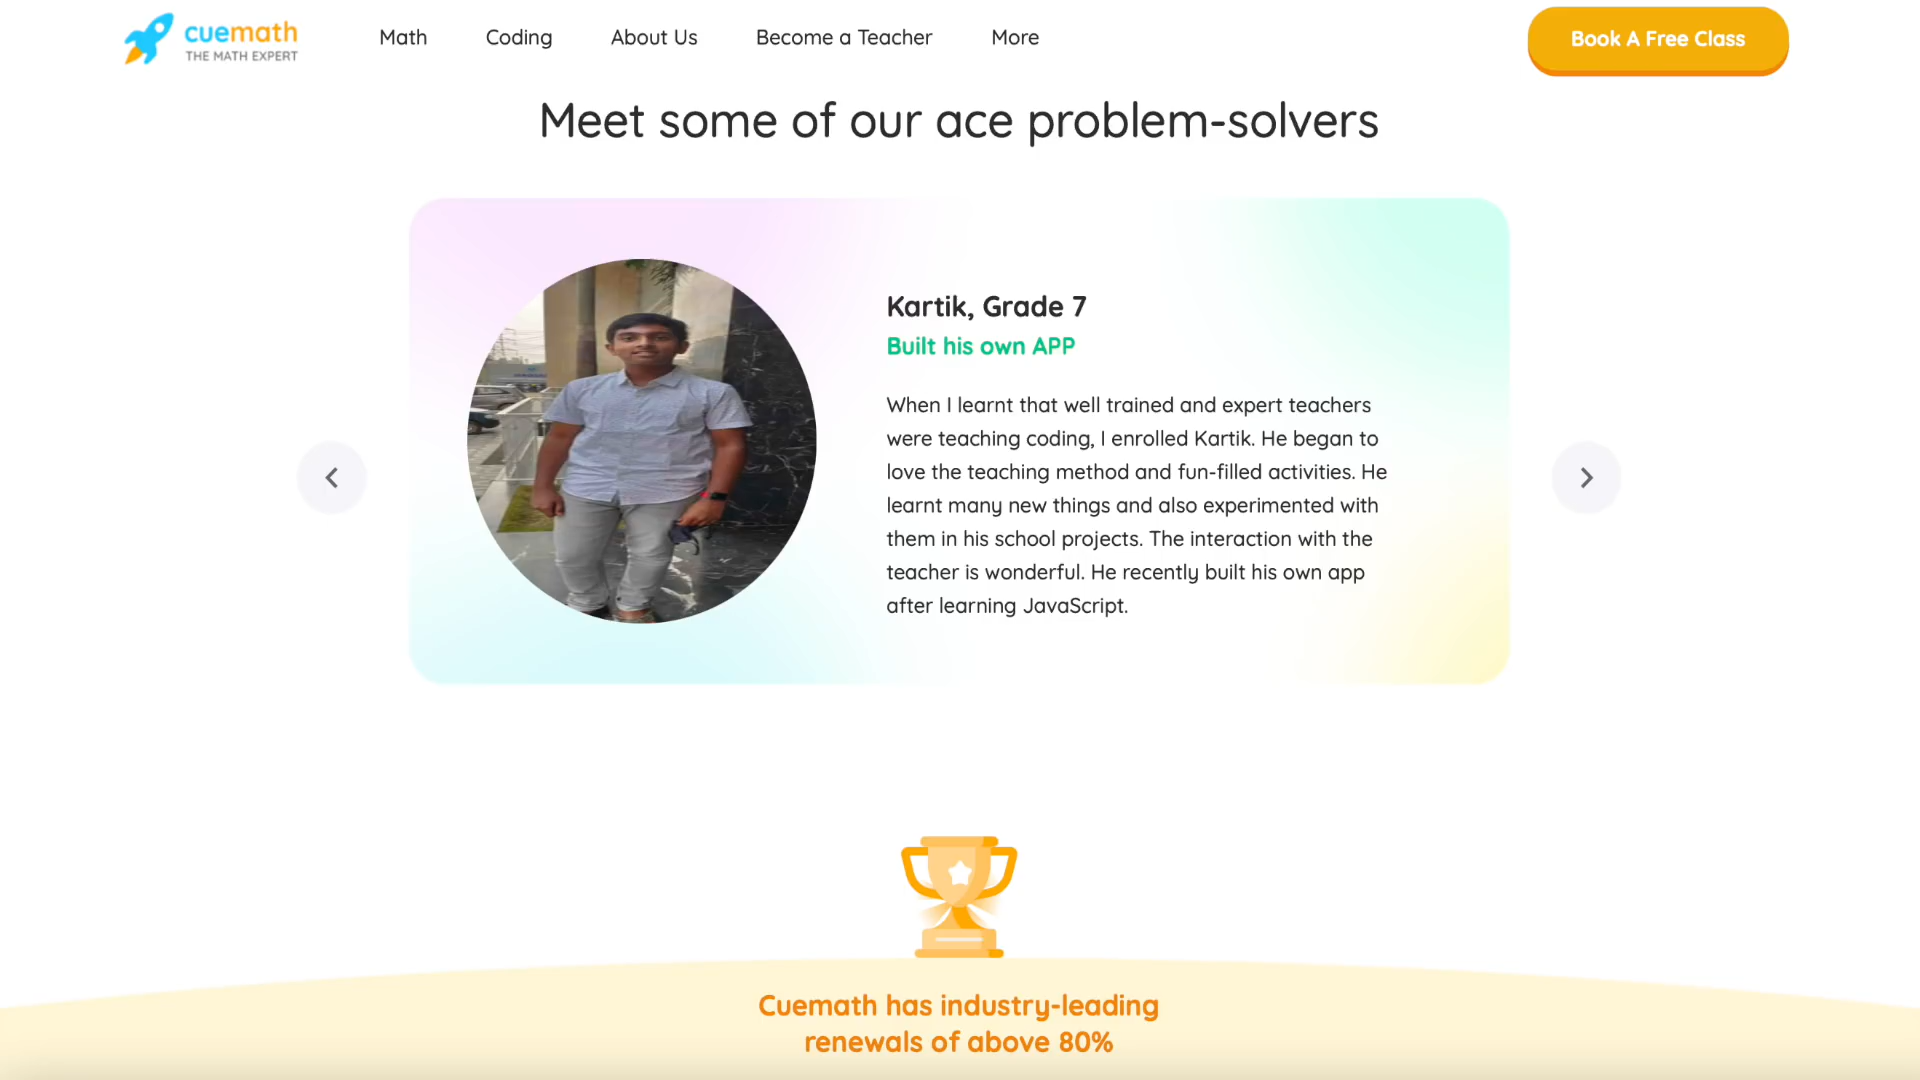 cuemath
THE MATH EXPERT
Math
Coding
About Us
Become a Teacher
More
Book A Free Class
Meet some of our ace problem-solvers
Kartik, Grade 7
Built his own APP
When I learnt that well trained and expert teachers
were teaching coding, I enrolled Kartik. He began to
love the teaching method and fun-filled activities. He
learnt many new things and also experimented with
them in his school projects. The interaction with the
teacher is wonderful. He recently built his own app
after learning JavaScript.
Cuemath has industry-leading
renewals of above 80%